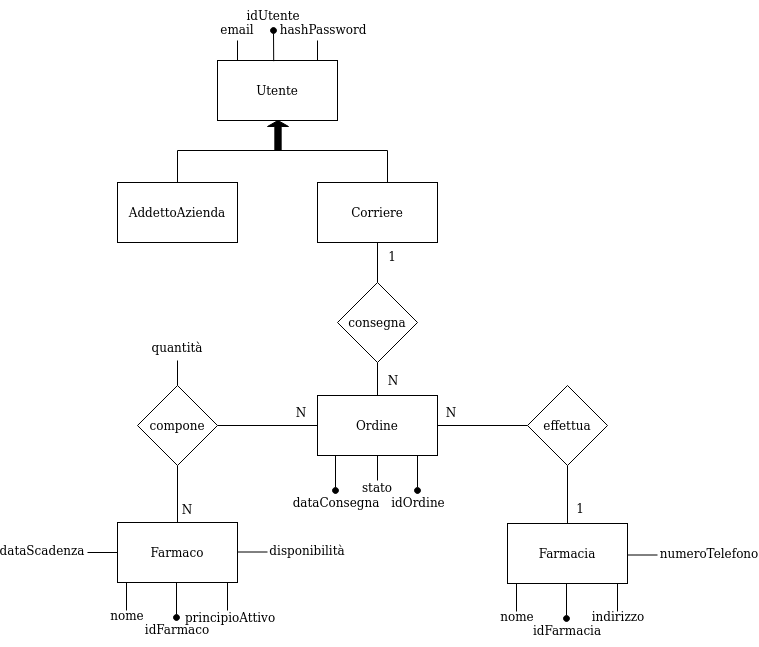 idUtente
email
hashPassword
Utente
AddettoAzienda
Corriere
1
consegna
quantità
N
N
N
compone
Ordine
effettua
stato
dataConsegna
idOrdine
N
1
dataScadenza
Farmaco
disponibilità
Farmacia
numeroTelefono
nome
principioAttivo
idFarmaco
nome
indirizzo
idFarmacia